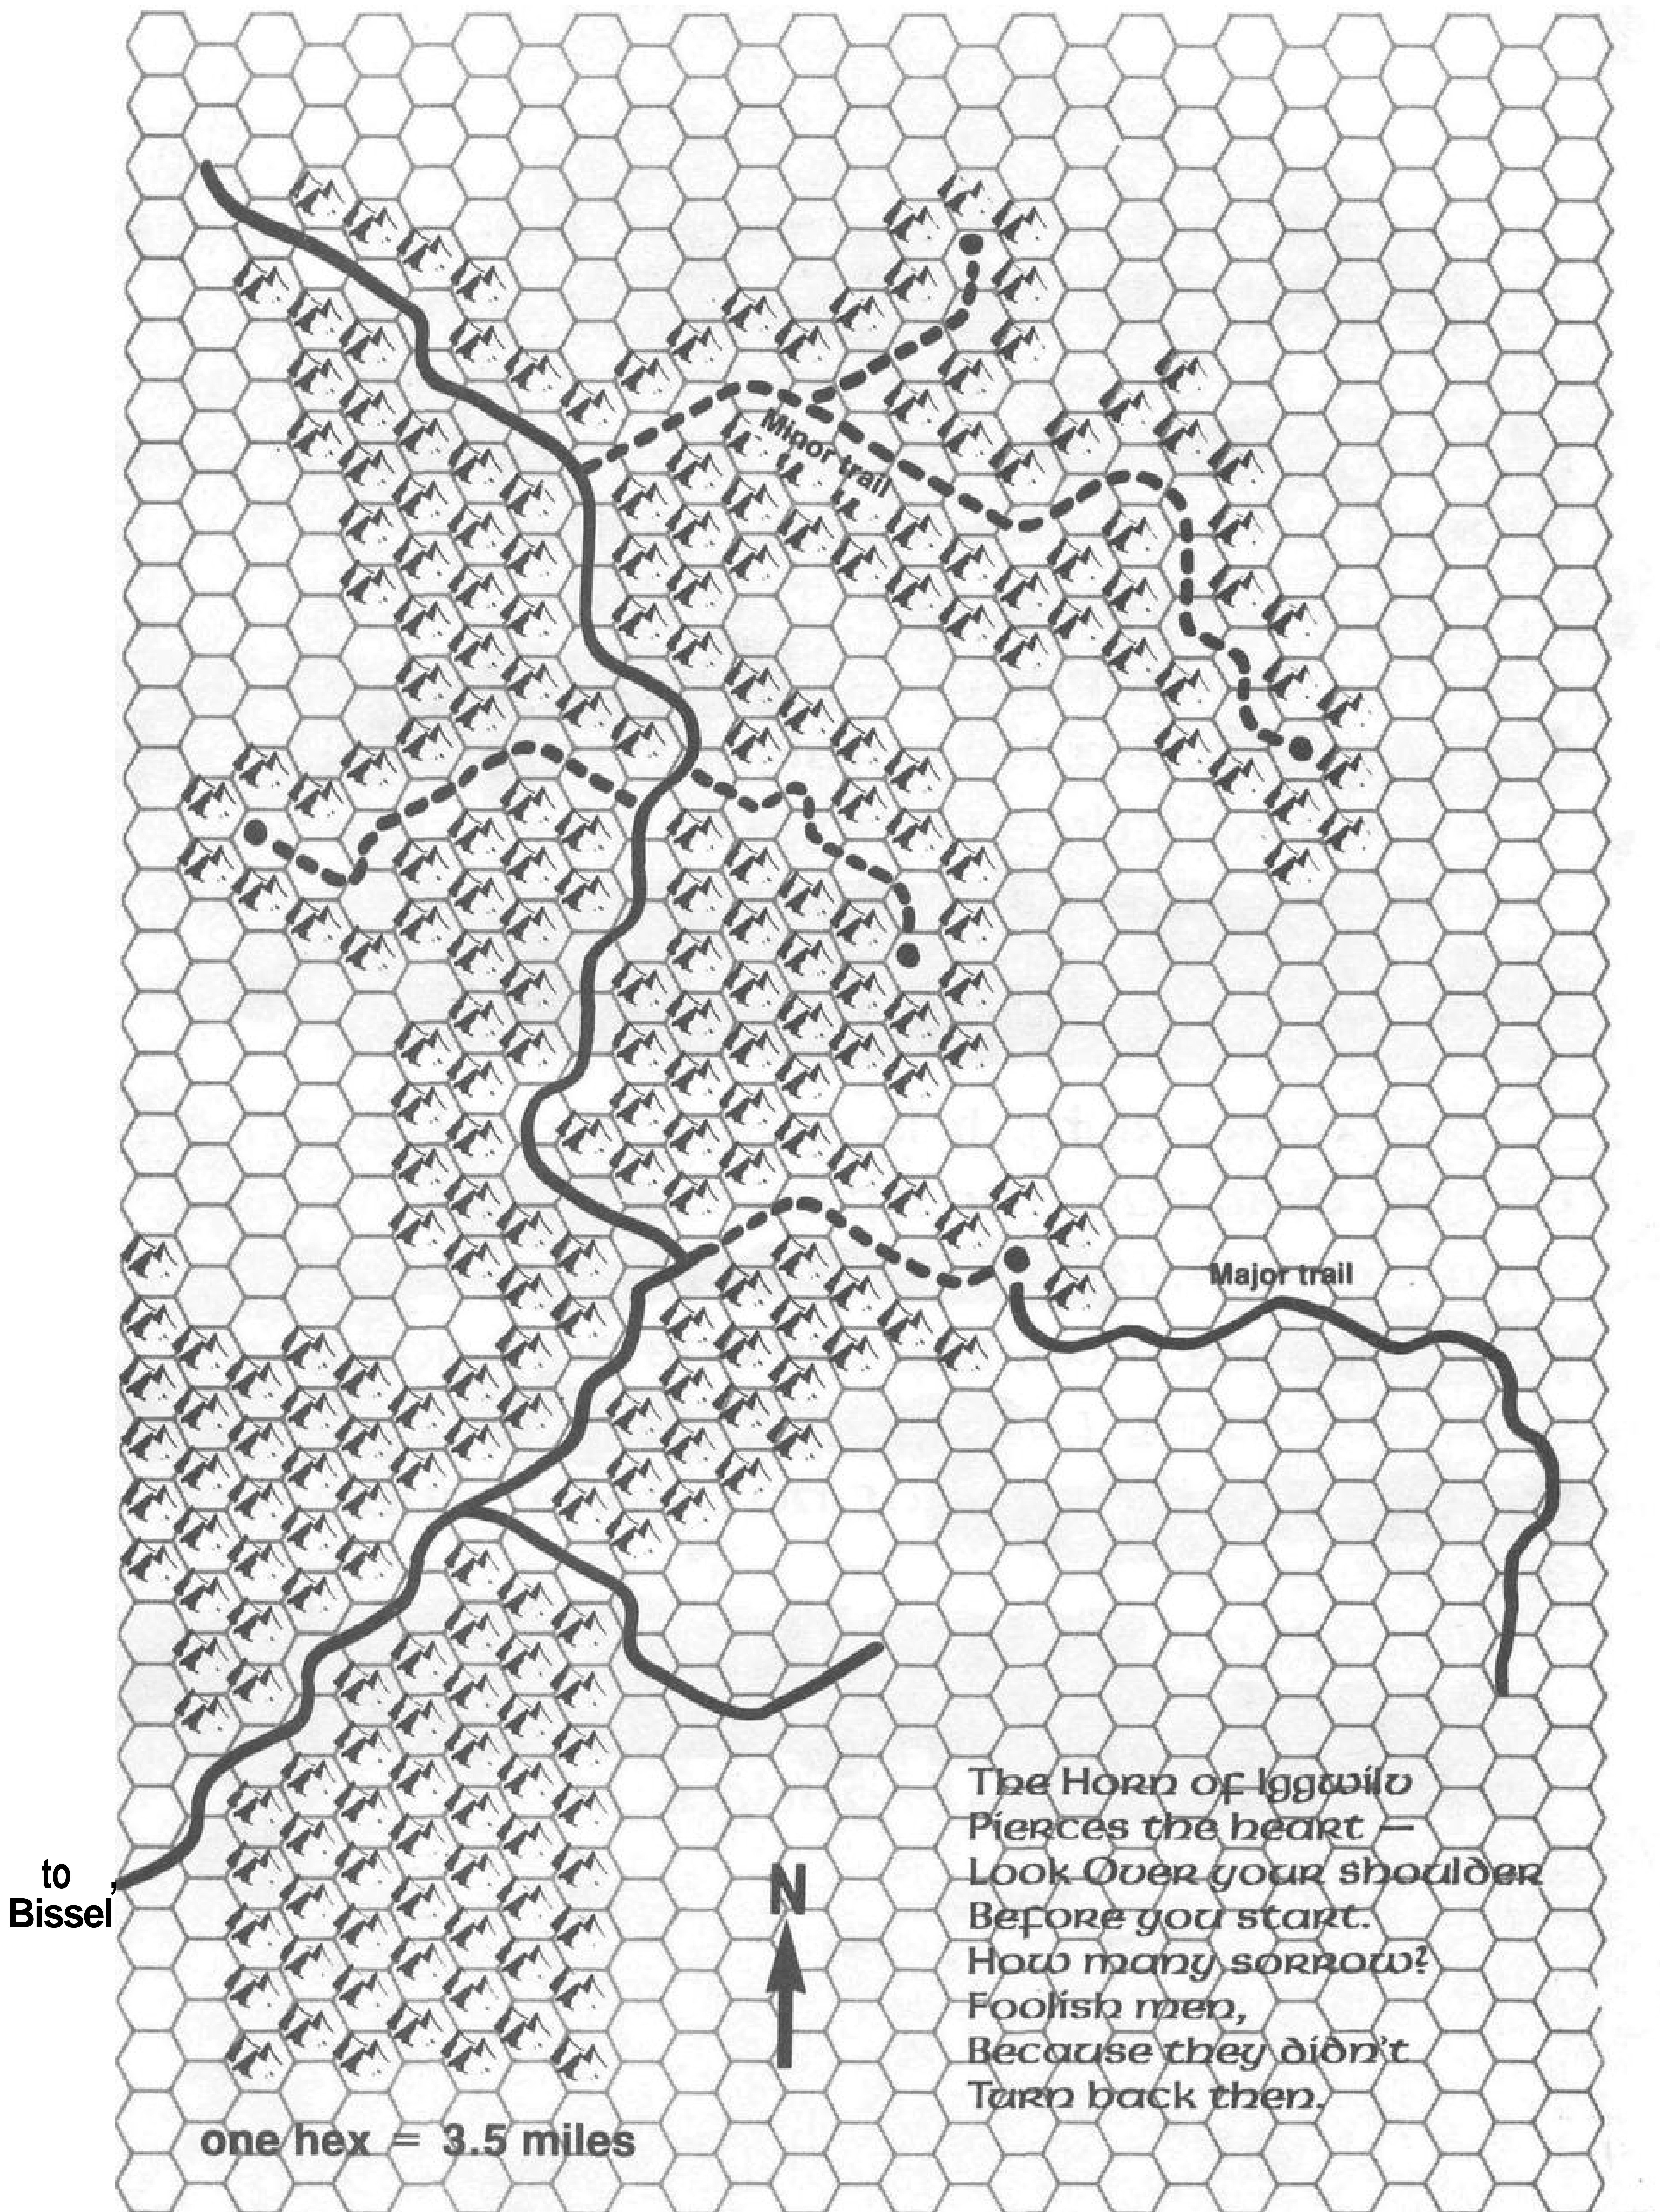 Minor trail
Major trail
to
Bissel
N
The Horn of Iggwilv
Pierces the heart —
Look Over your shoulder
Before you start.
How many sorrow?
Foolish men,
Because they didn't
Turn back then.
one hex = 3.5 miles